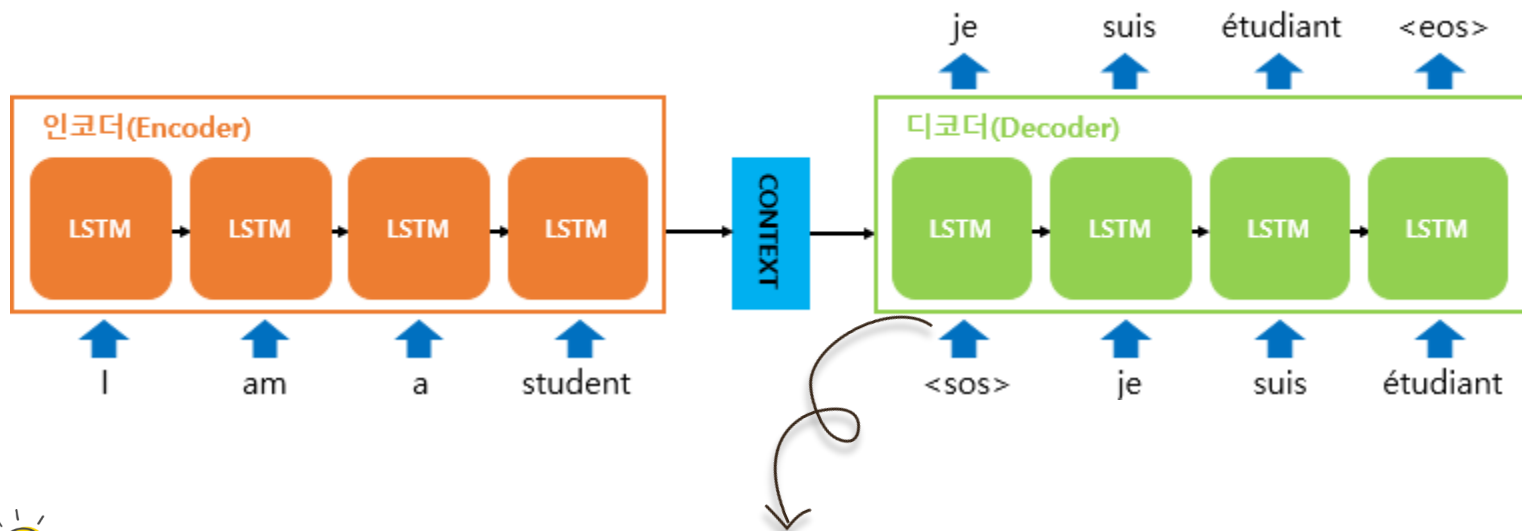 je suis étudiant <eos>
인코더(Encoder)
LSTM LSTM LSTM LSTM
I am a student
CONTEXT
디코더(Decoder)
LSTM LSTM LSTM LSTM
<sos> je suis étudiant